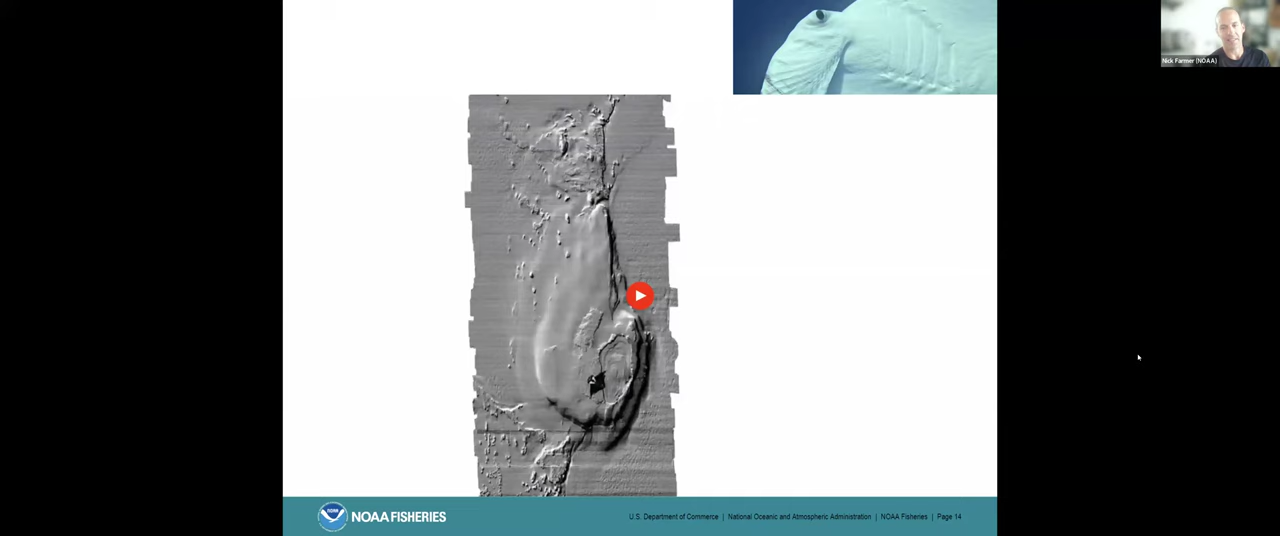 Nick Farmer (NOAA)
NOAA FISHERIES
U.S. Department of Commerce | National Oceanic and Atmospheric Administration | NOAA Fisheries | Page 14